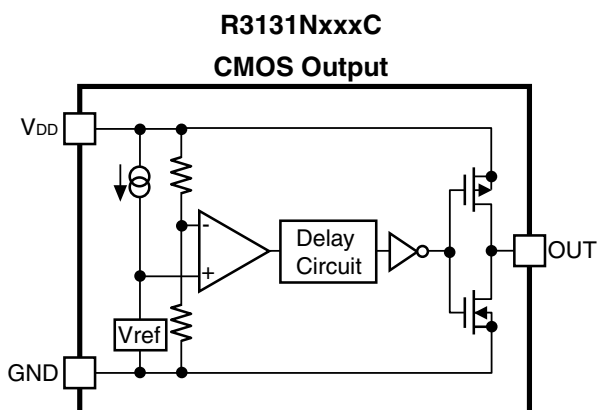 R3131NxxxC
CMOS Output
VDD
-
Delay
Circuit
OUT
+
Vref
GND